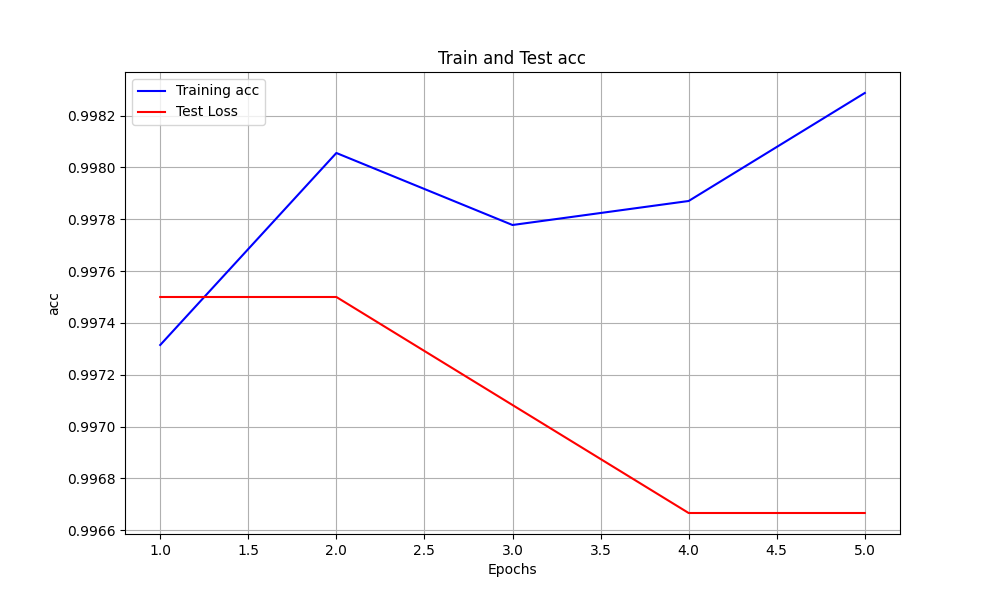 Train and Test acc
Training acc
Test Loss
0.9982
0.9980
0.9978
0.9976
0.9974
0.9972
0.9970
0.9968
0.9966
acc
1.0 1.5 2.0 2.5 3.0 3.5 4.0 4.5 5.0
Epochs